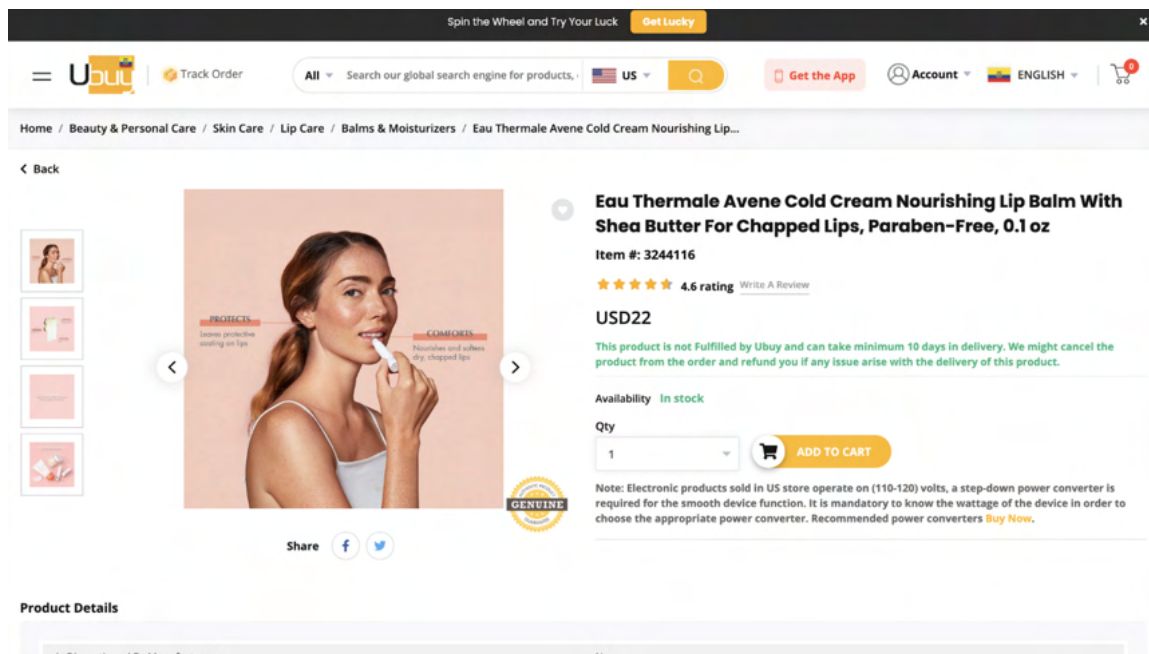 Spin the Wheel and Try Your Luck Get Lucky ×
Ubuy Track Order All Search our global search engine for products, US Get the App Account ENGLISH 0
Home / Beauty & Personal Care / Skin Care / Lip Care / Balms & Moisturizers / Eau Thermale Avene Cold Cream Nourishing Lip...
Back
Eau Thermale Avene Cold Cream Nourishing Lip Balm With
Shea Butter For Chapped Lips, Paraben-Free, 0.1 oz
Item #: 3244116
4.6 rating Write A Review
USD22
This product is not Fulfilled by Ubuy and can take minimum 10 days in delivery. We might cancel the
product from the order and refund you if any issue arise with the delivery of this product.
Availability In stock
Qty
1 ADD TO CART
Note: Electronic products sold in US store operate on (110-120) volts, a step-down power converter is
required for the smooth device function. It is mandatory to know the wattage of the device in order to
choose the appropriate power converter. Recommended power converters Buy Now.
PROTECTS
Leaves protective
coating on lips
COMFORTS
Nourishes and softens
dry, chapped lips
GENUINE
Share
Product Details